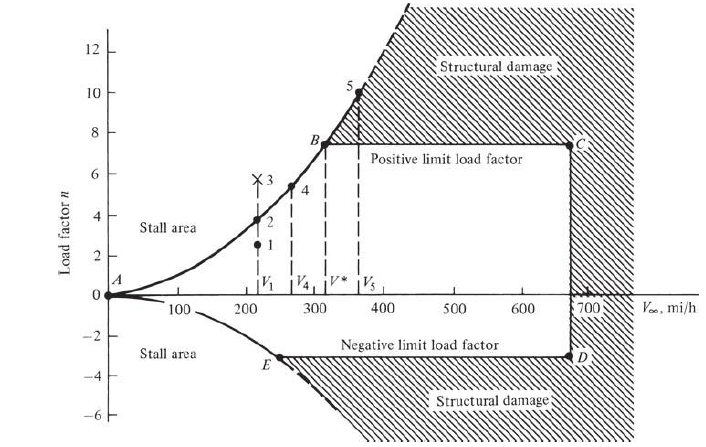 12
Structural damage
10
5
8
B
C
Positive limit load factor
6
3
4
Load factor n
4
2
Stall area
1
2
A
V₁
V₄
V*
V₅
0
100
200
300
400
500
600
700
V∞, mi/h
−2
Negative limit load factor
Stall area
E
D
−4
Structural damage
−6